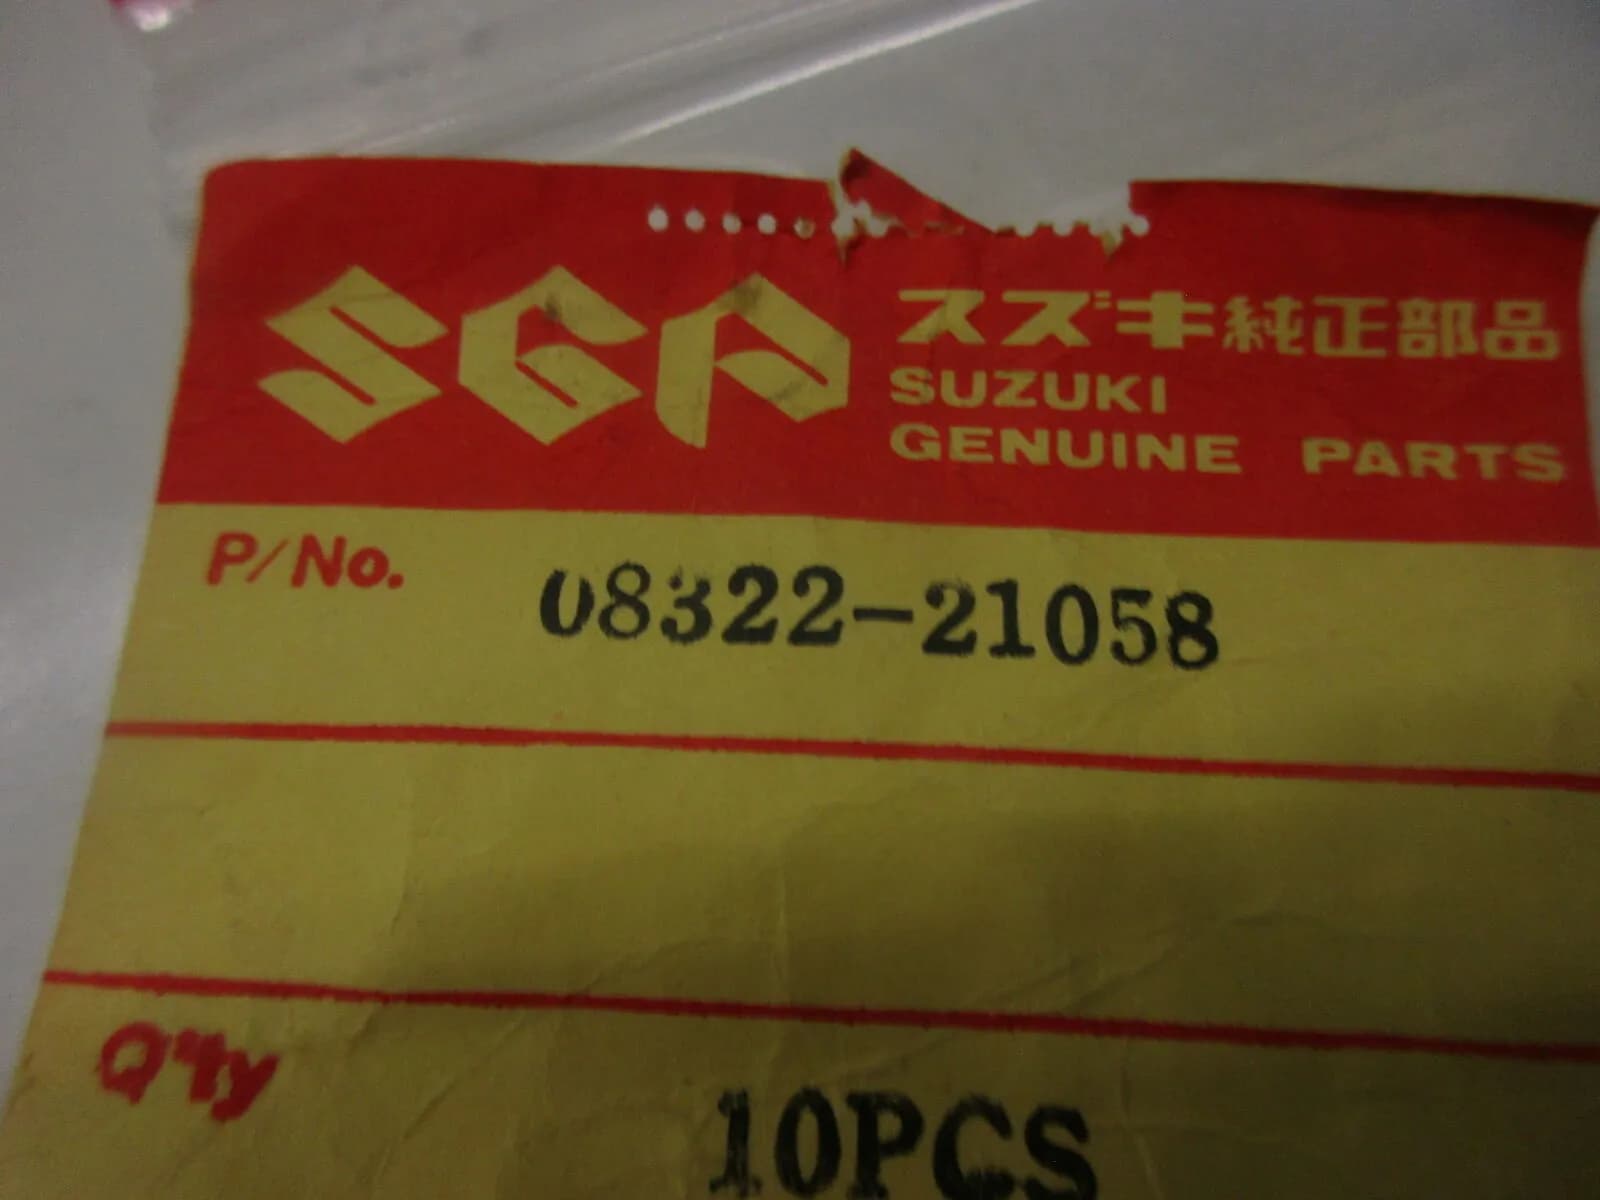 SGP
スズキ純正部品
SUZUKI
GENUINE PARTS
P/No. 08322-21058
Q'ty 10PCS